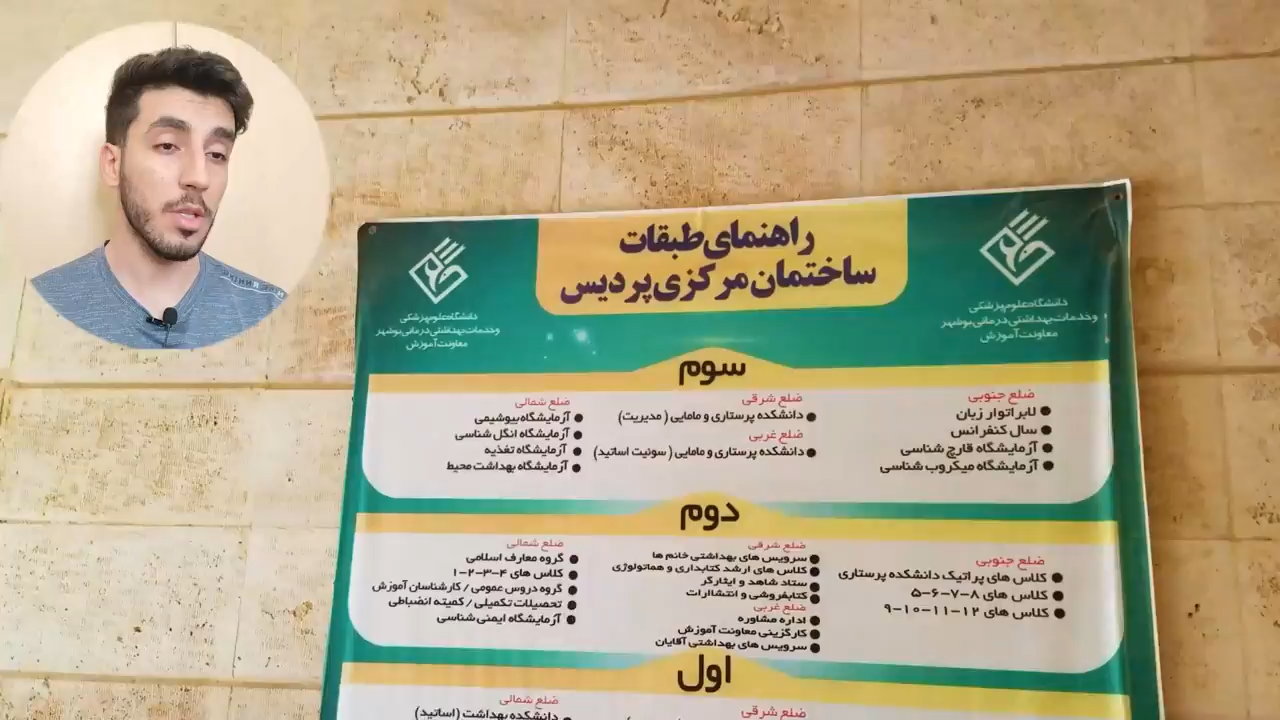 راهنمای طبقات
ساختمان مرکزی پردیس
دانشگاه علوم پزشکی
و خدمات بهداشتی درمانی بوشهر
معاونت آموزش
دانشگاه علوم پزشکی
و خدمات بهداشتی درمانی بوشهر
معاونت آموزش
سوم
ضلع جنوبی
لابراتوار زبان
سال کنفرانس
آزمایشگاه قارچ شناسی
آزمایشگاه میکروب شناسی
ضلع شرقی
دانشکده پرستاری و مامایی ( مدیریت)
ضلع غربی
دانشکده پرستاری و مامایی ( سوئیت اساتید)
ضلع شمالی
آزمایشگاه بیوشیمی
آزمایشگاه انگل شناسی
آزمایشگاه تغذیه
آزمایشگاه بهداشت محیط
دوم
ضلع جنوبی
کلاس های پراتیک دانشکده پرستاری
کلاس های ۸-۷-۶-۵
کلاس های ۱۲-۱۱-۱۰-۹
ضلع شرقی
سرویس های بهداشتی خانم ها
کلاس های ارشد کتابداری و هماتولوژی
ستاد شاهد و ایثارگر
کتابفروشی و انتشارات
ضلع غربی
اداره مشاوره
کارگزینی معاونت آموزش
سرویس های بهداشتی آقایان
ضلع شمالی
گروه معارف اسلامی
کلاس های ۴-۳-۲-۱
گروه دروس عمومی / کارشناسان آموزش
تحصیلات تکمیلی / کمیته انضباطی
آزمایشگاه ایمنی شناسی
اول
ضلع شرقی
ضلع شمالی
دانشکده بهداشت (اساتید)